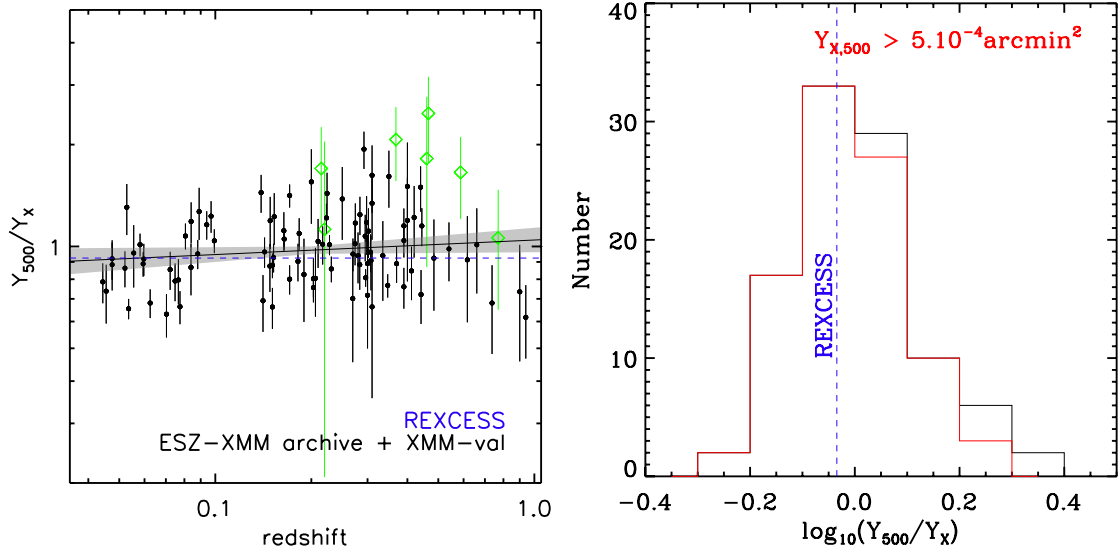 Y500/YX
1
0.1
1.0
redshift
REXCESS
ESZ-XMM archive + XMM-val
Number
40
30
20
10
0
YX,500 > 5.10-4arcmin2
REXCESS
-0.4
-0.2
0.0
0.2
0.4
log10(Y500/YX)